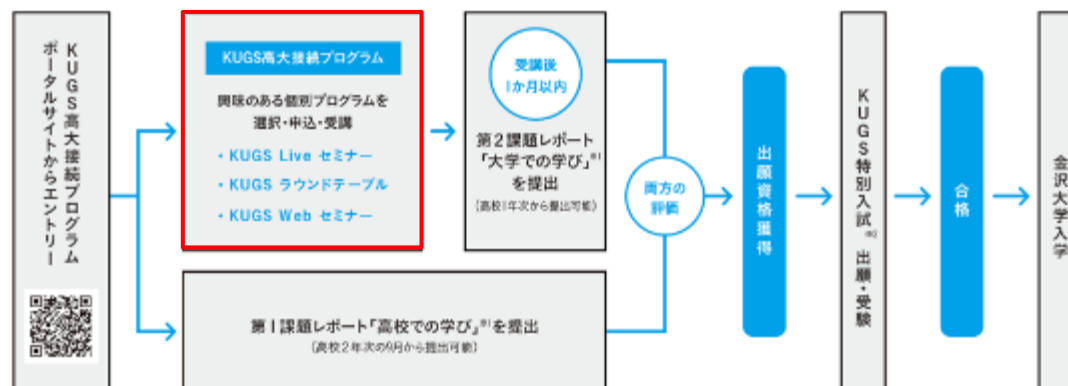 KUGS高大接続プログラム
ポータルサイトからエントリー
KUGS高大接続プログラム
興味のある個別プログラムを
選択・申込・受講
・KUGS Live セミナー
・KUGS ラウンドテーブル
・KUGS Web セミナー
受講後
1か月以内
第2課題レポート
「大学での学び」※1
を提出
(高校1年次から提出可能)
第1課題レポート「高校での学び」※1を提出
(高校2年次の9月から提出可能)
両方の
評価
出願資格獲得
KUGS特別入試※2 出願・受験
合格
金沢大学入学